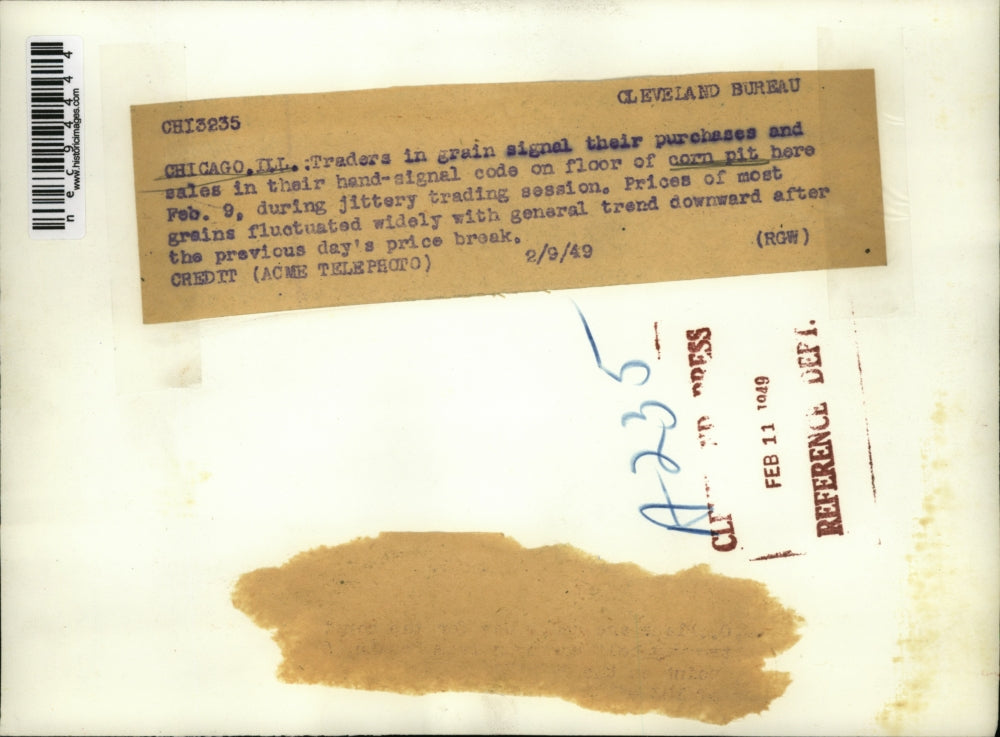 CLEVELAND BUREAU
CHI3235
CHICAGO,ILL.:Traders in grain signal their purchases and
sales in their hand-signal code on floor of corn pit here
Feb. 9, during jittery trading session. Prices of most
grains fluctuated widely with general trend downward after
the previous day's price break.
(RGW)
CREDIT (ACME TELEPHOTO) 2/9/49
nec94444
www.historicimages.com
A-235
PRESS
FEB 11 1949
REFERENCE DEPT.